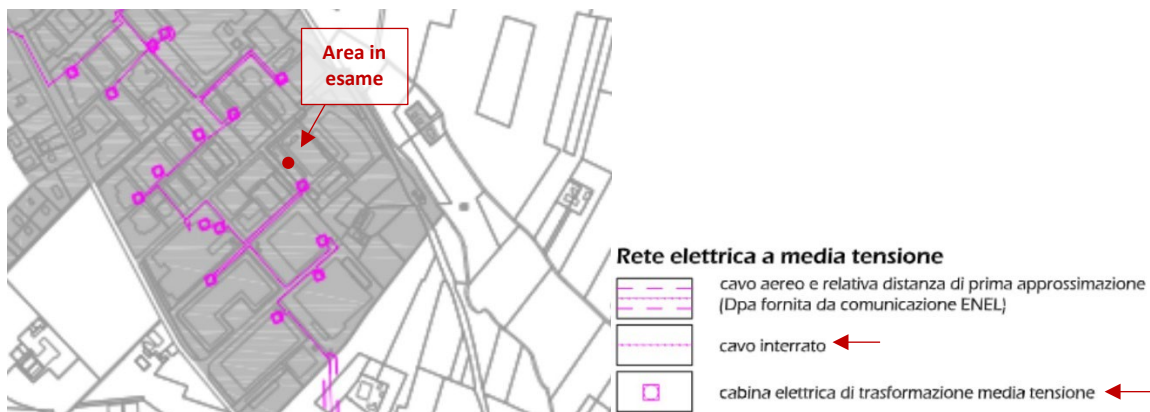 Area in
esame
Rete elettrica a media tensione
cavo aereo e relativa distanza di prima approssimazione
(Dpa fornita da comunicazione ENEL)
cavo interrato
cabina elettrica di trasformazione media tensione